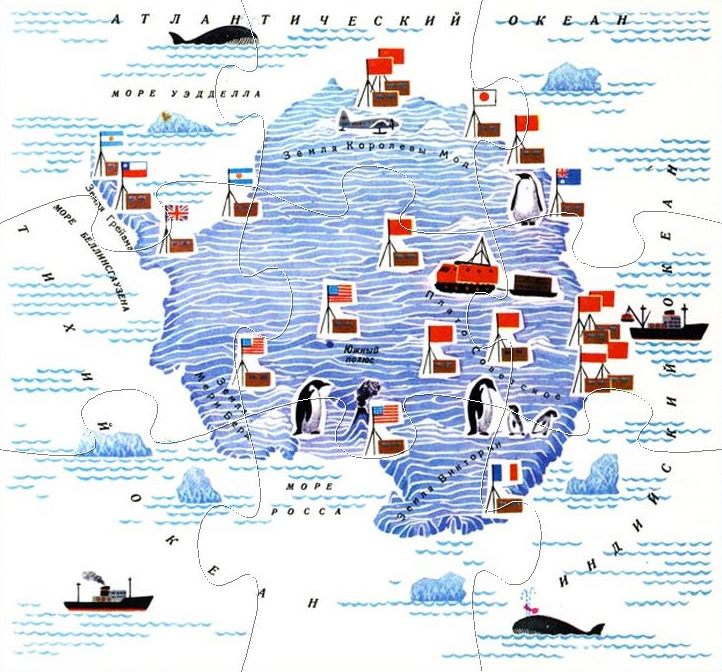 АТЛАНТИЧЕСКИЙ ОКЕАН
МОРЕ УЭДДЕЛЛА
Земля Королевы Мод
Земля Грейама
МОРЕ БЕЛЛИНСГАУЗЕНА
ТИХИЙ ОКЕАН
Плато Советское
Южный
полюс
Земля
Мери Бэрд
Земля Виктории
МОРЕ
РОССА
ИНДИЙСКИЙ ОКЕАН